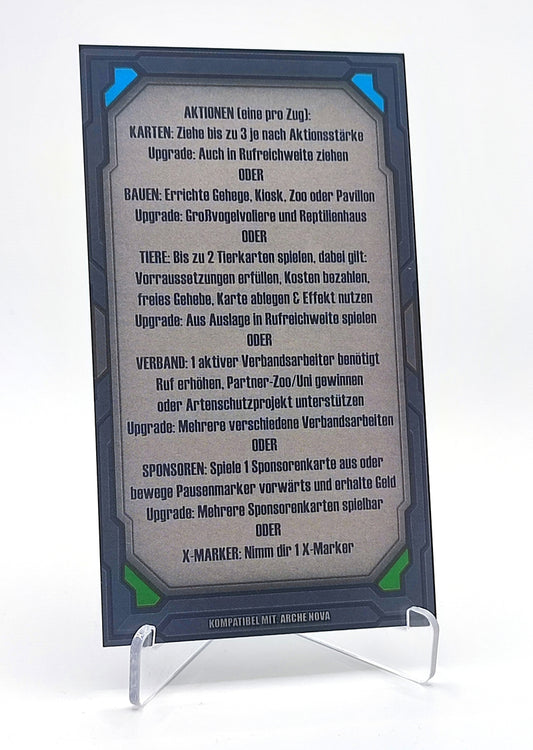 AKTIONEN (eine pro Zug):
KARTEN: Ziehe bis zu 3 je nach Aktionsstärke
Upgrade: Auch in Rufreichweite ziehen
ODER
BAUEN: Errichte Gehege, Kiosk, Zoo oder Pavillon
Upgrade: Großvogelvoliere und Reptilienhaus
ODER
TIERE: Bis zu 2 Tierkarten spielen, dabei gilt:
Vorraussetzungen erfüllen, Kosten bezahlen,
freies Gehebe, Karte ablegen & Effekt nutzen
Upgrade: Aus Auslage in Rufreichweite spielen
ODER
VERBAND: 1 aktiver Verbandsarbeiter benötigt
Ruf erhöhen, Partner-Zoo/Uni gewinnen
oder Artenschutzprojekt unterstützen
Upgrade: Mehrere verschiedene Verbandsarbeiten
ODER
SPONSOREN: Spiele 1 Sponsorenkarte aus oder
bewege Pausenmarker vorwärts und erhalte Geld
Upgrade: Mehrere Sponsorenkarten spielbar
ODER
X-MARKER: Nimm dir 1 X-Marker
KOMPATIBEL MIT ARCHE NOVA